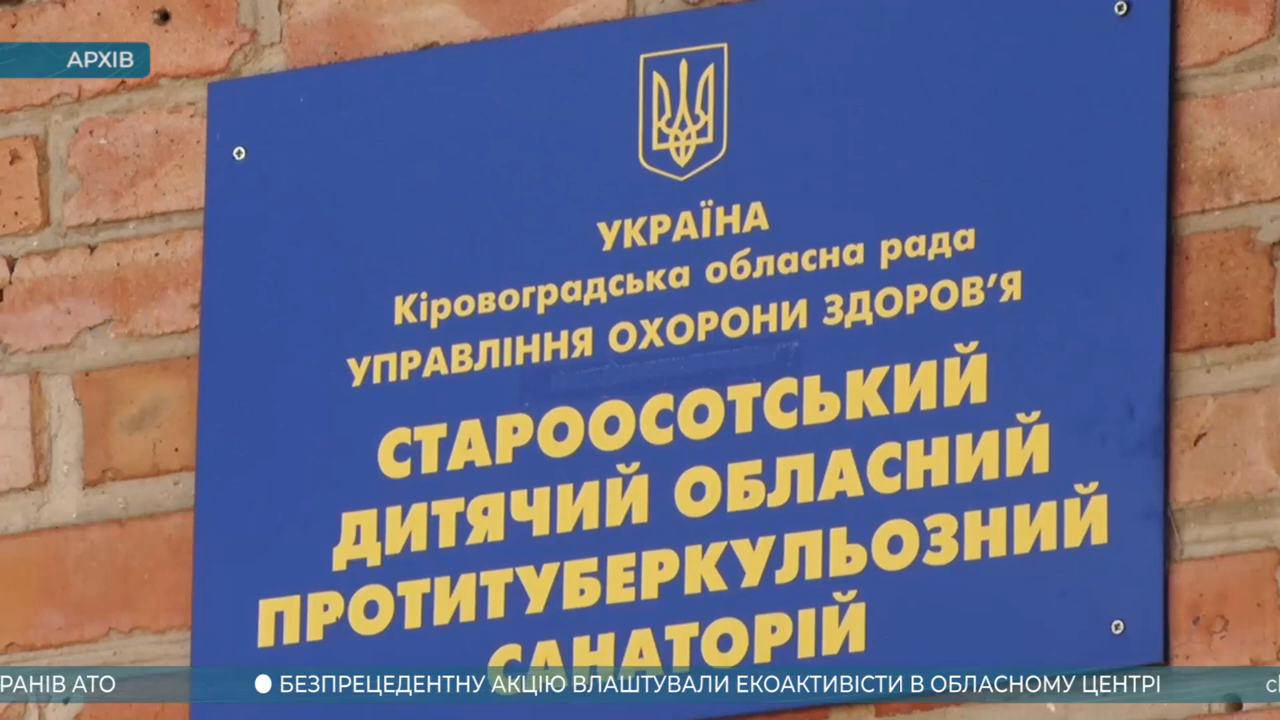 АРХІВ
УКРАЇНА
Кіровоградська обласна рада
УПРАВЛІННЯ ОХОРОНИ ЗДОРОВ'Я
СТАРООСОТСЬКИЙ
ДИТЯЧИЙ ОБЛАСНИЙ
ПРОТИТУБЕРКУЛЬОЗНИЙ
САНАТОРІЙ
АТО ● БЕЗПРЕЦЕДЕНТНУ АКЦІЮ ВЛАШТУВАЛИ ЕКОАКТИВІСТИ В ОБЛАСНОМУ ЦЕНТРІ